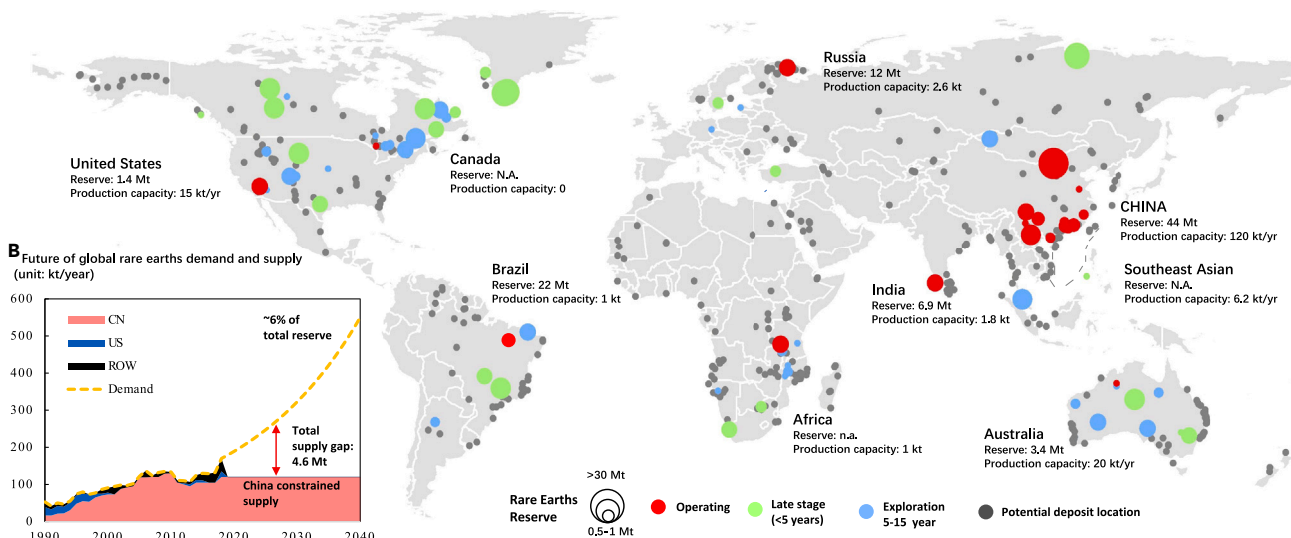 Russia
Reserve: 12 Mt
Production capacity: 2.6 kt
United States
Reserve: 1.4 Mt
Production capacity: 15 kt/yr
Canada
Reserve: N.A.
Production capacity: 0
CHINA
Reserve: 44 Mt
Production capacity: 120 kt/yr
Southeast Asian
Reserve: N.A.
Production capacity: 6.2 kt/yr
India
Reserve: 6.9 Mt
Production capacity: 1.8 kt
Brazil
Reserve: 22 Mt
Production capacity: 1 kt
Africa
Reserve: n.a.
Production capacity: 1 kt
Australia
Reserve: 3,4 Mt
Production capacity: 20 kt/yr
B Future of global rare earths demand and supply
(unit: kt/year)
600
500
400
300
200
100
0
CN
US
ROW
Demand
~6% of
total reserve
Total
supply gap:
4.6 Mt
China constrained
supply
1990
2000
2010
2020
2030
2040
>30 Mt
Rare Earths
Reserve
0.5-1 Mt
Operating
Late stage
(<5 years)
Exploration
5-15 year
Potential deposit location